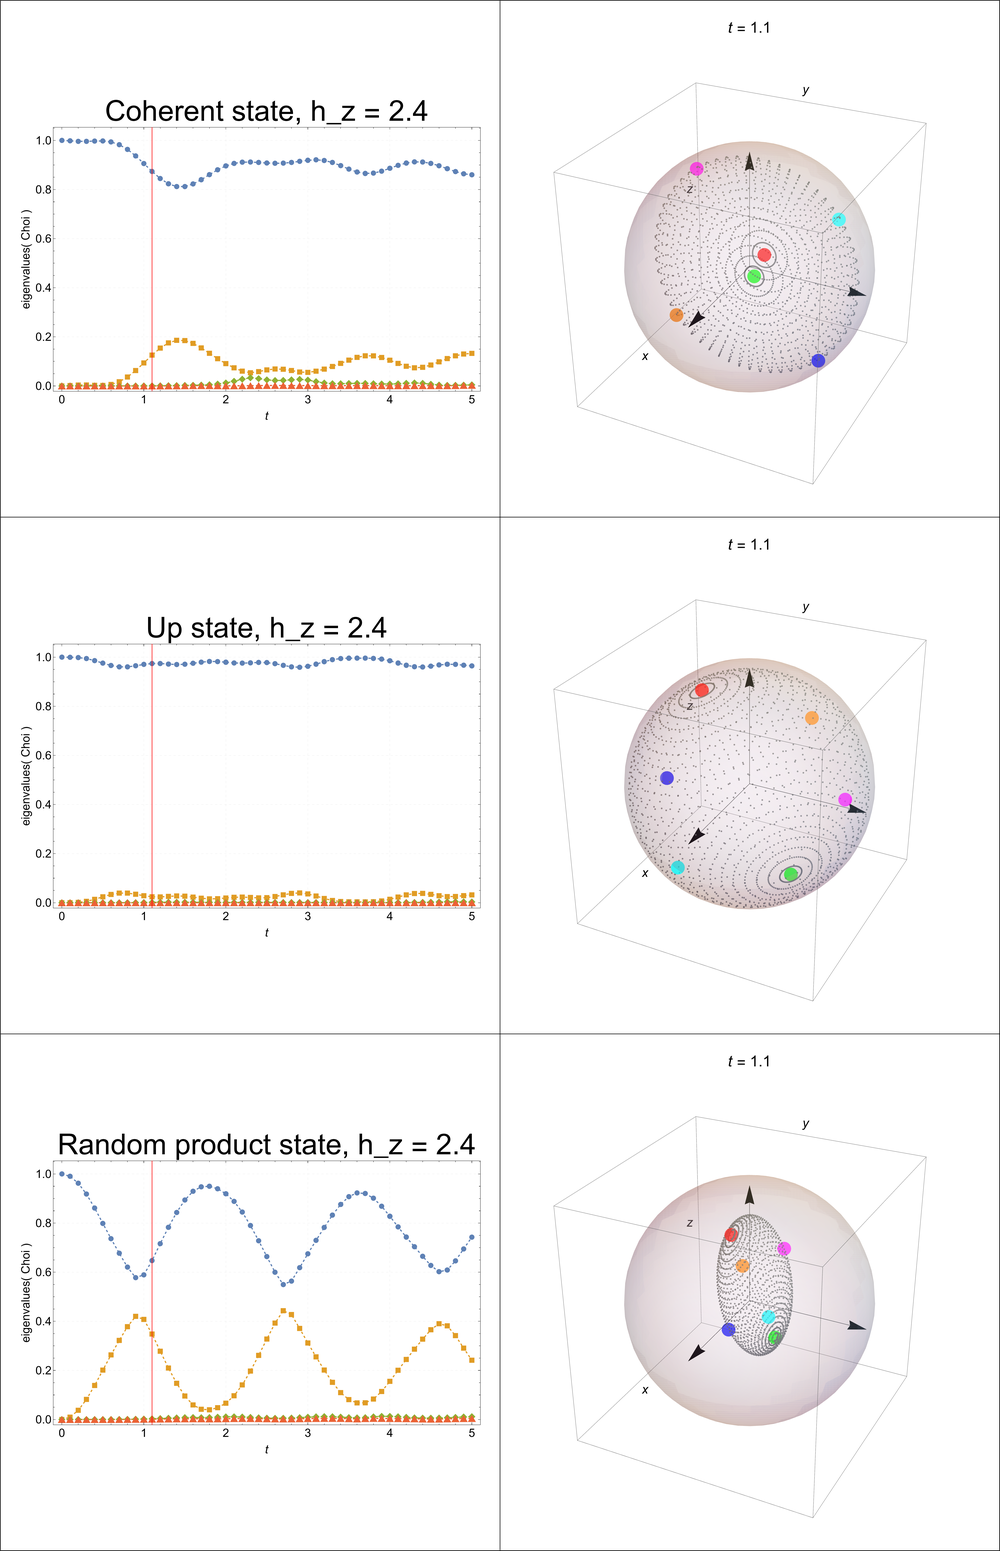 Coherent state, h_z = 2.4
eigenvalues( Choi )
1.0
0.8
0.6
0.4
0.2
0.0
0 1 2 3 4 5
t
t = 1.1
y
z
x
Up state, h_z = 2.4
eigenvalues( Choi )
1.0
0.8
0.6
0.4
0.2
0.0
0 1 2 3 4 5
t
t = 1.1
y
z
x
Random product state, h_z = 2.4
eigenvalues( Choi )
1.0
0.8
0.6
0.4
0.2
0.0
0 1 2 3 4 5
t
t = 1.1
y
z
x